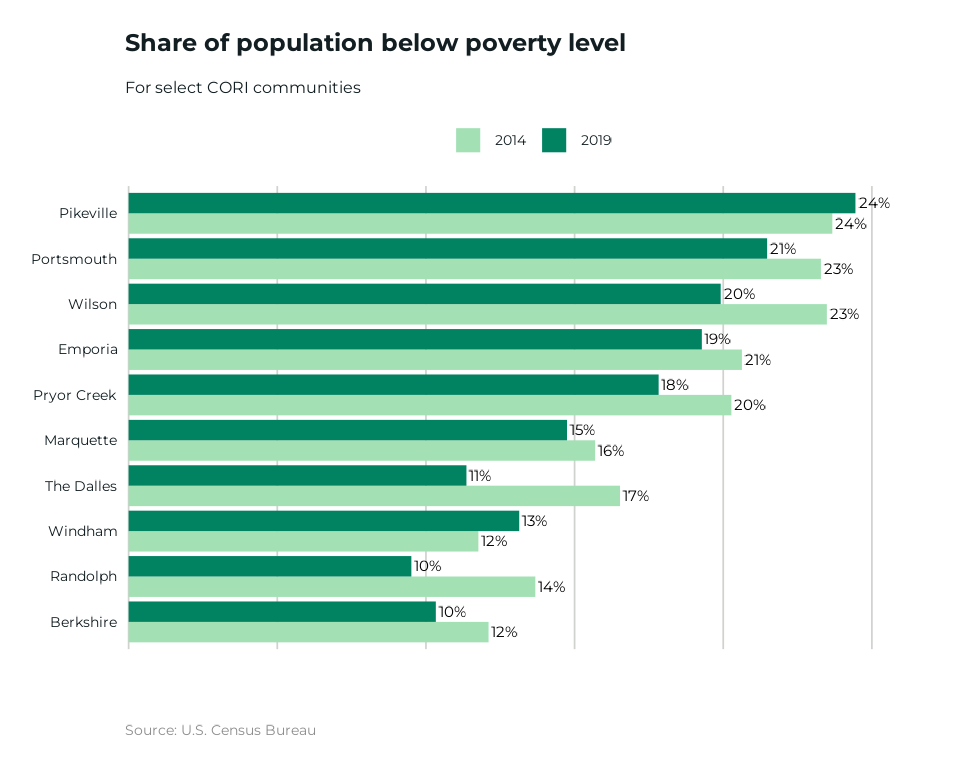 Share of population below poverty level
For select CORI communities
2014 2019
Pikeville 24%
24%
Portsmouth 21%
23%
Wilson 20%
23%
Emporia 19%
21%
Pryor Creek 18%
20%
Marquette 15%
16%
The Dalles 11%
17%
Windham 13%
12%
Randolph 10%
14%
Berkshire 10%
12%
Source: U.S. Census Bureau